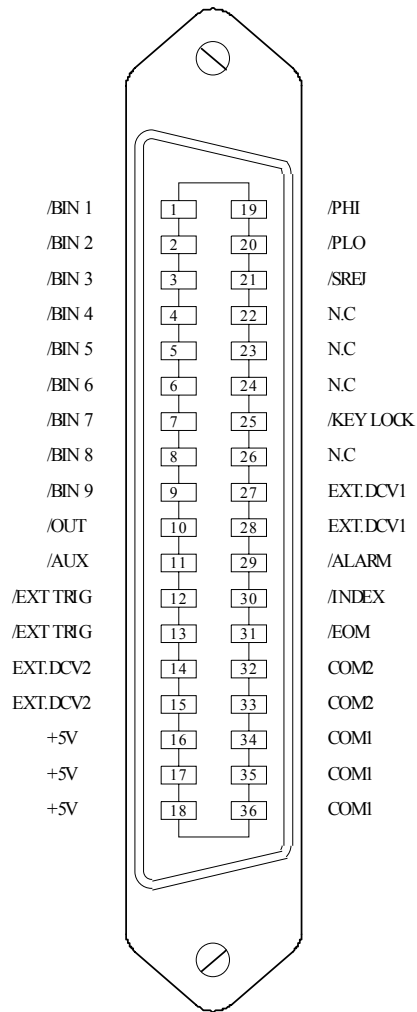 /BIN 1 1 19 /PHI
/BIN 2 2 20 /PLO
/BIN 3 3 21 /SREJ
/BIN 4 4 22 N.C
/BIN 5 5 23 N.C
/BIN 6 6 24 N.C
/BIN 7 7 25 /KEY LOCK
/BIN 8 8 26 N.C
/BIN 9 9 27 EXT.DCV1
/OUT 10 28 EXT.DCV1
/AUX 11 29 /ALARM
/EXT TRIG 12 30 /INDEX
/EXT TRIG 13 31 /EOM
EXT.DCV2 14 32 COM2
EXT.DCV2 15 33 COM2
+5V 16 34 COM1
+5V 17 35 COM1
+5V 18 36 COM1